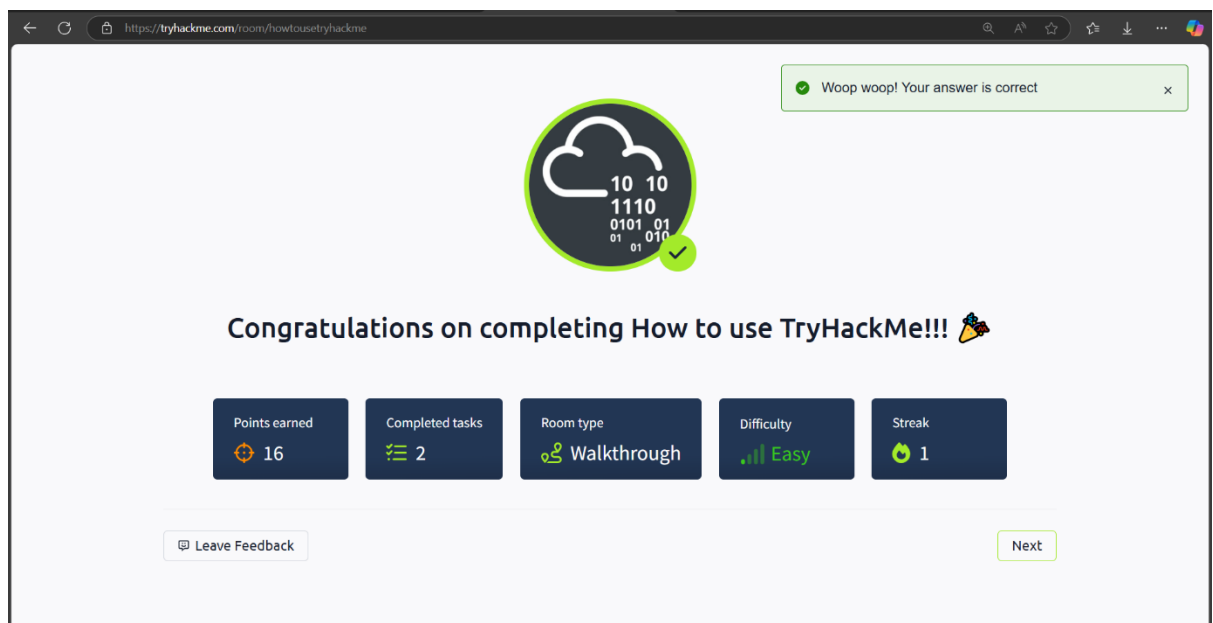 https://tryhackme.com/room/howtousetryhackme
Woop woop! Your answer is correct
10 10
1110
0101 01
01 010
01
Congratulations on completing How to use TryHackMe!!! 🎉
Points earned
16
Completed tasks
2
Room type
Walkthrough
Difficulty
Easy
Streak
1
Leave Feedback
Next